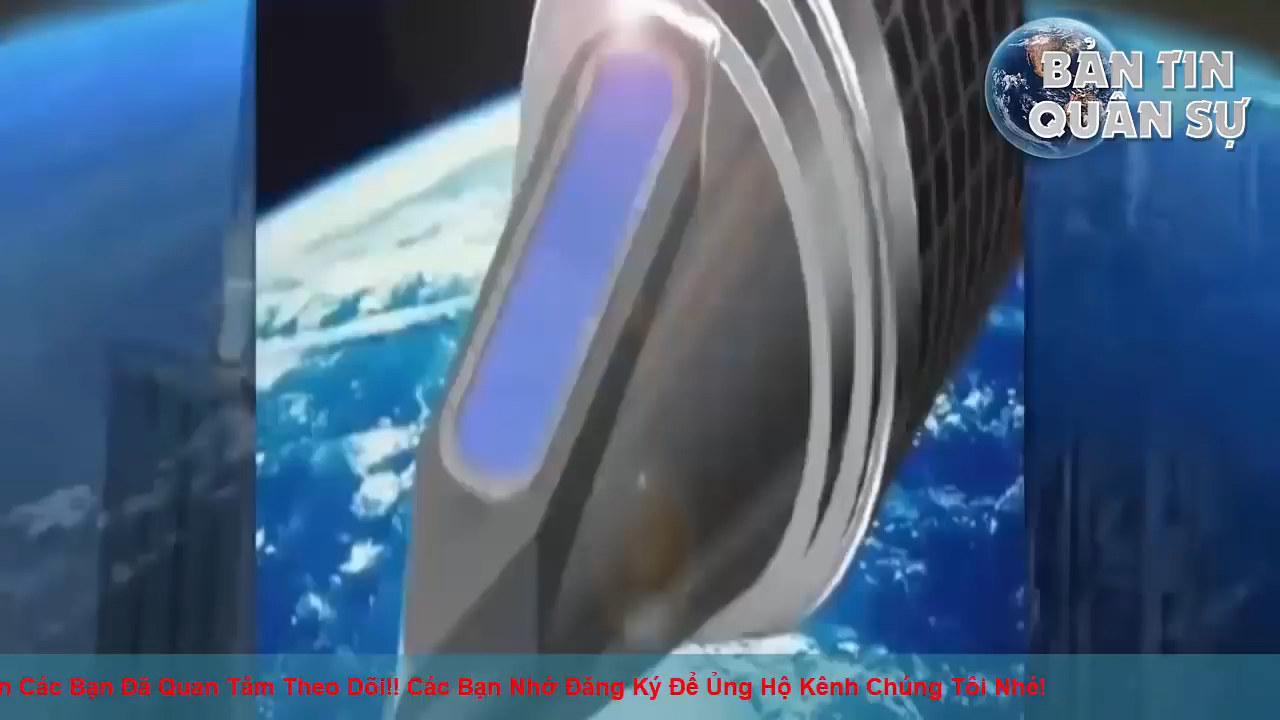 BẢN TIN
QUÂN SỰ
Các Bạn Đã Quan Tâm Theo Dõi!! Các Bạn Nhớ Đăng Ký Để Ủng Hộ Kênh Chúng Tôi Nhé!